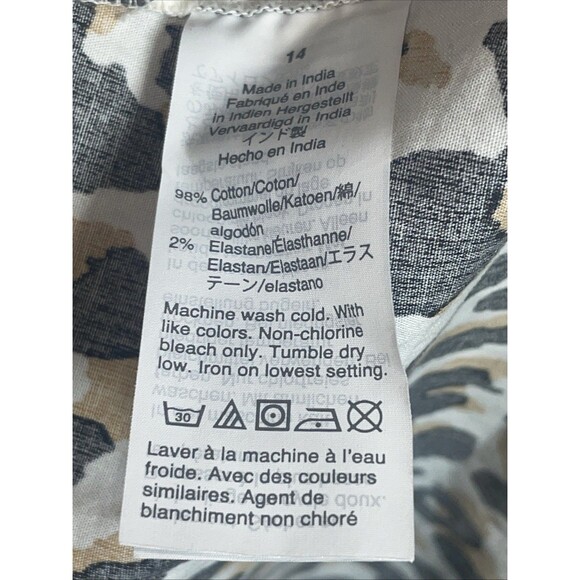 14
Made in India
Fabriqué en Inde
In Indien Hergestellt
Vervaardigd in India
インド製
Hecho en India
98% Cotton/Coton/
Baumwolle/Katoen/綿/
algodón
2% Elastane/Élasthanne/
Elastan/Elastaan/エラス
テーン/elastano
Machine wash cold. With
like colors. Non-chlorine
bleach only. Tumble dry
low. Iron on lowest setting.
30
Laver à la machine à l'eau
froide. Avec des couleurs
similaires. Agent de
blanchiment non chloré